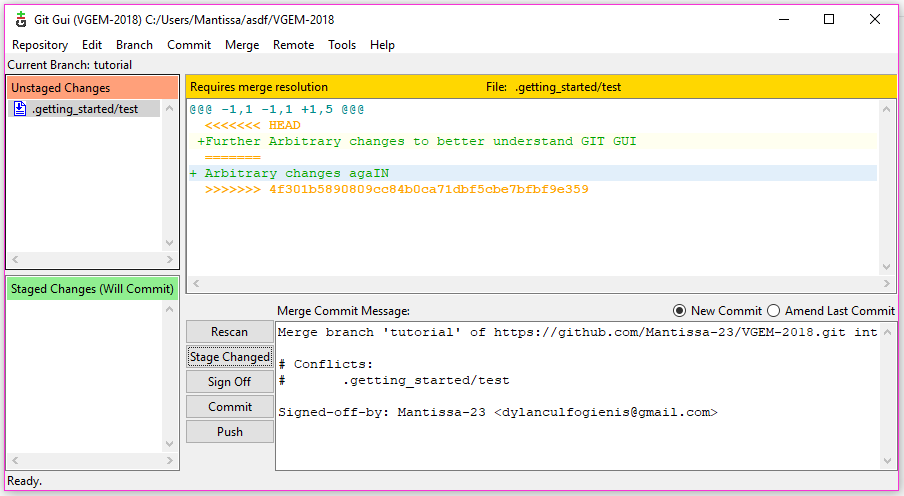 Git Gui (VGEM-2018) C:/Users/Mantissa/asdf/VGEM-2018
Repository Edit Branch Commit Merge Remote Tools Help
Current Branch: tutorial
Unstaged Changes
.getting_started/test
Requires merge resolution File: .getting_started/test
@@@ -1,1 -1,1 +1,5 @@@
<<<<<<< HEAD
+Further Arbitrary changes to better understand GIT GUI
=======
+ Arbitrary changes agaIN
>>>>>>> 4f301b5890809cc84b0ca71dbf5cbe7bfbf9e359
Staged Changes (Will Commit)
Merge Commit Message: New Commit Amend Last Commit
Rescan
Stage Changed
Sign Off
Commit
Push
Merge branch 'tutorial' of https://github.com/Mantissa-23/VGEM-2018.git int
# Conflicts:
# .getting_started/test
Signed-off-by: Mantissa-23 <dylanculfogienis@gmail.com>
Ready.